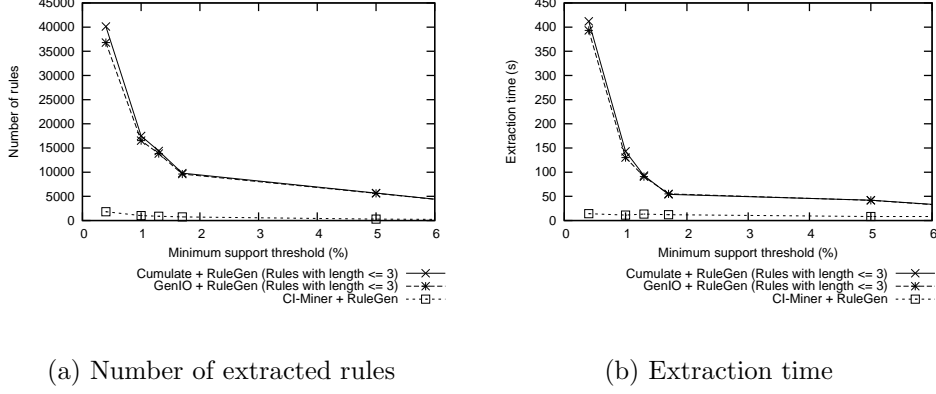 45000
40000
35000
30000
25000
20000
15000
10000
5000
0
Number of rules
0 1 2 3 4 5 6
Minimum support threshold (%)
Cumulate + RuleGen (Rules with length <= 3)
GenIO + RuleGen (Rules with length <= 3)
CI-Miner + RuleGen
(a) Number of extracted rules
450
400
350
300
250
200
150
100
50
0
Extraction time (s)
0 1 2 3 4 5 6
Minimum support threshold (%)
Cumulate + RuleGen (Rules with length <= 3)
GenIO + RuleGen (Rules with length <= 3)
CI-Miner + RuleGen
(b) Extraction time